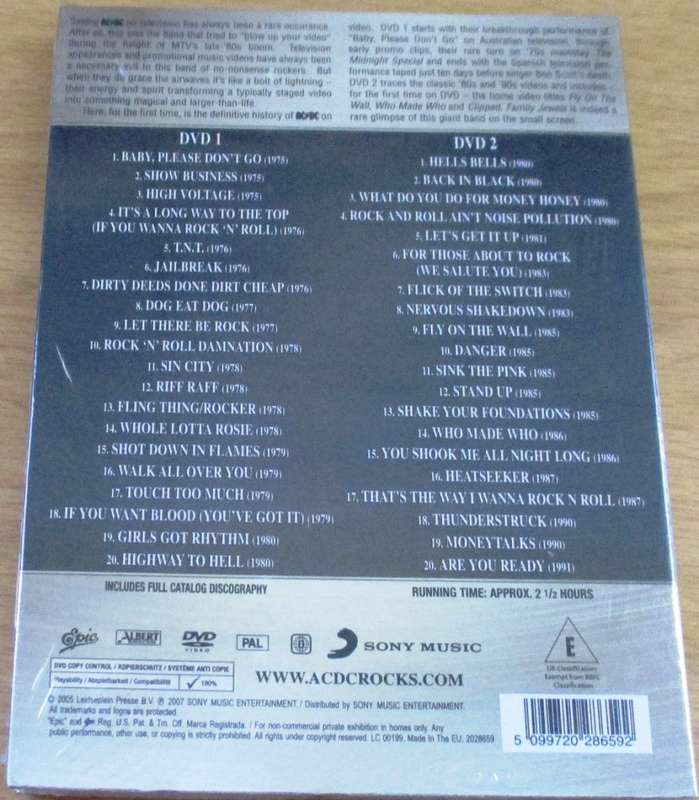 Seeing AC/DC on television has always been a rare occurrence.
After all, this was the band that tried to "blow up your video"
during the height of MTV's late '80s boom. Television
appearances and promotional music videos have always been
a necessary evil to this band of no-nonsense rockers. But
when they do grace the airwaves it's like a bolt of lightning –
their energy and spirit transforming a typically staged video
into something magical and larger-than-life.
Here, for the first time, is the definitive history of AC/DC on
video. DVD 1 starts with their breakthrough performance of
"Baby, Please Don't Go" on Australian television, through
early promo clips, their rare turn on '70s mainstay The
Midnight Special and ends with the Spanish television per-
formance taped just ten days before singer Bon Scott's death.
DVD 2 traces the classic '80s and '90s videos and includes -
for the first time on DVD – the home video titles Fly On The
Wall, Who Made Who and Clipped. Family Jewels is indeed a
rare glimpse of this giant band on the small screen.
DVD 1
1. BABY, PLEASE DON'T GO (1975)
2. SHOW BUSINESS (1975)
3. HIGH VOLTAGE (1975)
4. IT'S A LONG WAY TO THE TOP
(IF YOU WANNA ROCK 'N' ROLL) (1976)
5. T.N.T. (1976)
6. JAILBREAK (1976)
7. DIRTY DEEDS DONE DIRT CHEAP (1976)
8. DOG EAT DOG (1977)
9. LET THERE BE ROCK (1977)
10. ROCK 'N' ROLL DAMNATION (1978)
11. SIN CITY (1978)
12. RIFF RAFF (1978)
13. FLING THING/ROCKER (1978)
14. WHOLE LOTTA ROSIE (1978)
15. SHOT DOWN IN FLAMES (1979)
16. WALK ALL OVER YOU (1979)
17. TOUCH TOO MUCH (1979)
18. IF YOU WANT BLOOD (YOU'VE GOT IT) (1979)
19. GIRLS GOT RHYTHM (1980)
20. HIGHWAY TO HELL (1980)
DVD 2
1. HELLS BELLS (1980)
2. BACK IN BLACK (1980)
3. WHAT DO YOU DO FOR MONEY HONEY (1980)
4. ROCK AND ROLL AIN'T NOISE POLLUTION (1980)
5. LET'S GET IT UP (1981)
6. FOR THOSE ABOUT TO ROCK
(WE SALUTE YOU) (1983)
7. FLICK OF THE SWITCH (1983)
8. NERVOUS SHAKEDOWN (1983)
9. FLY ON THE WALL (1985)
10. DANGER (1985)
11. SINK THE PINK (1985)
12. STAND UP (1985)
13. SHAKE YOUR FOUNDATIONS (1985)
14. WHO MADE WHO (1986)
15. YOU SHOOK ME ALL NIGHT LONG (1986)
16. HEATSEEKER (1987)
17. THAT'S THE WAY I WANNA ROCK N ROLL (1987)
18. THUNDERSTRUCK (1990)
19. MONEYTALKS (1990)
20. ARE YOU READY (1991)
INCLUDES FULL CATALOG DISCOGRAPHY
RUNNING TIME: APPROX. 2 1/2 HOURS
Epic ALBERT DVD VIDEO PAL 0 SONY MUSIC
E
UK Classification:
Exempt from BBFC
Classification
DVD COPY CONTROL / KOPIERSCHUTZ / SYSTÈME ANTI COPIE
Playability / Abspielbarkeit / Compatibilité 100%
WWW.ACDCROCKS.COM
© 2005 Leidseplein Presse B.V. ℗ 2007 SONY MUSIC ENTERTAINMENT. / Distributed by SONY MUSIC ENTERTAINMENT.
All trademarks and logos are protected.
"Epic" and Reg. U.S. Pat. & Tm. Off. Marca Registrada. / For non-commercial private exhibition in homes only. Any
public performance, other use, or copying is strictly prohibited. All rights under copyright reserved. LC 00199. Made In The EU. 2028659
5 099720 286592